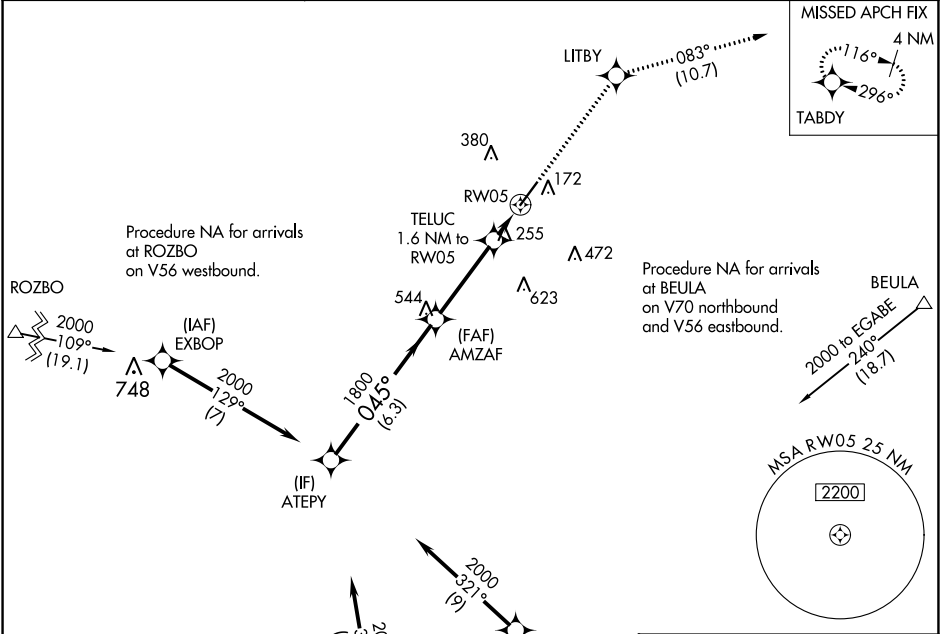 MISSED APCH FIX
4 NM
116°
296°
TABDY
LITBY
083°
(10.7)
380
172
RW05
TELUC
1.6 NM to
RW05
255
472
623
544
(FAF)
AMZAF
Procedure NA for arrivals
at ROZBO
on V56 westbound.
ROZBO
2000
109°
(19.1)
(IAF)
EXBOP
748
2000
129°
(7)
1800
045°
(6.3)
(IF)
ATEPY
Procedure NA for arrivals
at BEULA
on V70 northbound
and V56 eastbound.
BEULA
2000 to EGABE
240°
(18.7)
MSA RW05 25 NM
2200
2000
321°
(9)